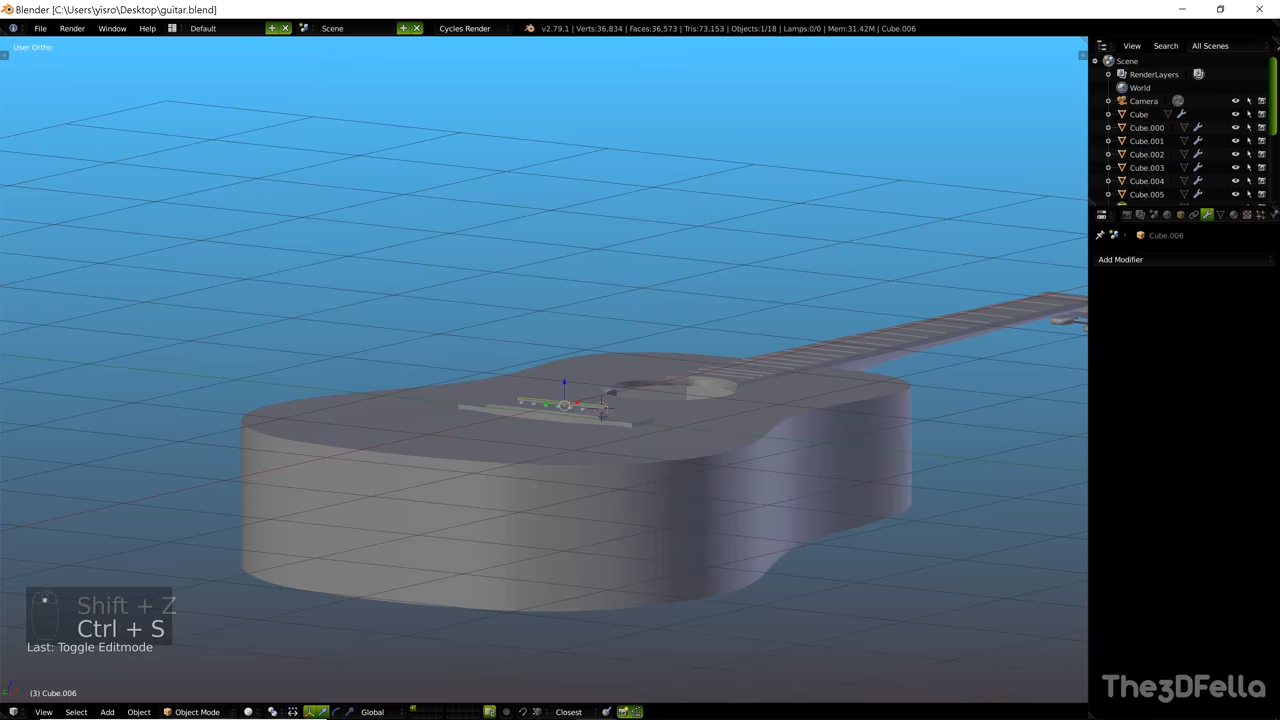 Blender [C:\Users\yisro\Desktop\guitar.blend]
File Render Window Help Default Scene Cycles Render v2.79.1 | Verts:36,834 | Faces:36,573 | Tris:73,153 | Objects:1/18 | Lamps:0/0 | Mem:31.42M | Cube.006
User Ortho
View Search All Scenes
Scene
RenderLayers
World
Camera
Cube
Cube.000
Cube.001
Cube.002
Cube.003
Cube.004
Cube.005
Cube.006
Add Modifier
Shift + Z
Ctrl + S
Last: Toggle Editmode
(3) Cube.006
The3DFella
View Select Add Object Object Mode Global Closest